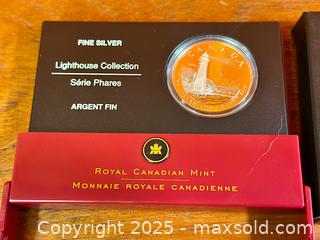 FINE SILVER
Lighthouse Collection
Série Phares
ARGENT FIN
CANADA
ROYAL CANADIAN MINT
MONNAIE ROYALE CANADIENNE
Copyright 2025 - maxsold.com